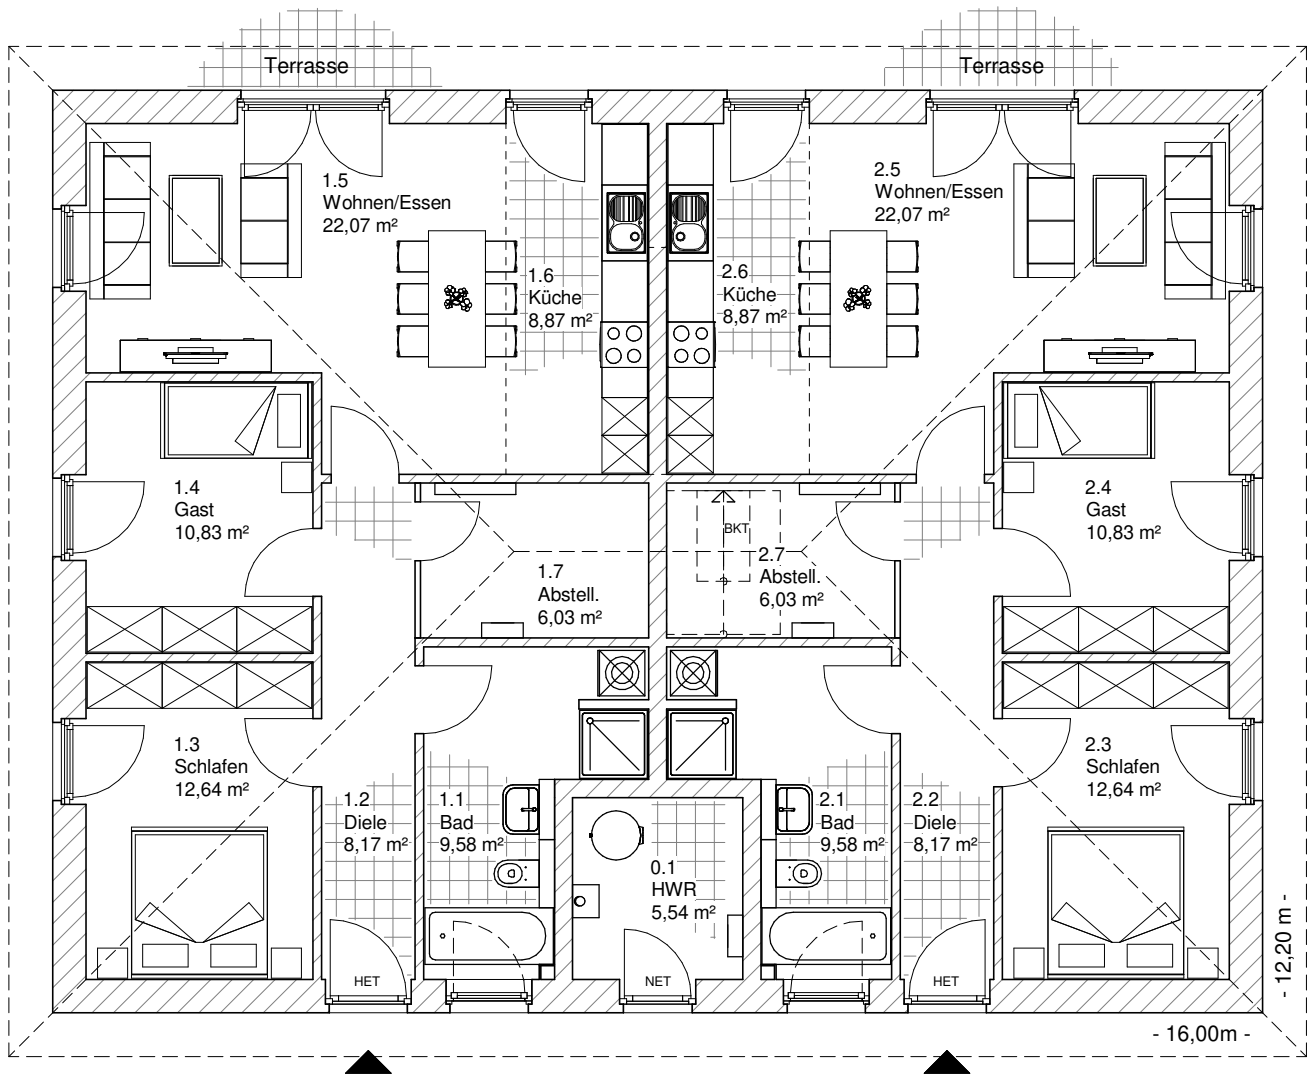 Terrasse
Terrasse
1.5
Wohnen/Essen
22,07 m²
2.5
Wohnen/Essen
22,07 m²
1.6
Küche
8,87 m²
2.6
Küche
8,87 m²
1.4
Gast
10,83 m²
2.4
Gast
10,83 m²
BKT
1.7
Abstell.
6,03 m²
2.7
Abstell.
6,03 m²
1.3
Schlafen
12,64 m²
2.3
Schlafen
12,64 m²
1.2
Diele
8,17 m²
1.1
Bad
9,58 m²
2.1
Bad
9,58 m²
2.2
Diele
8,17 m²
0.1
HWR
5,54 m²
HET
NET
HET
- 12,20 m -
- 16,00m -